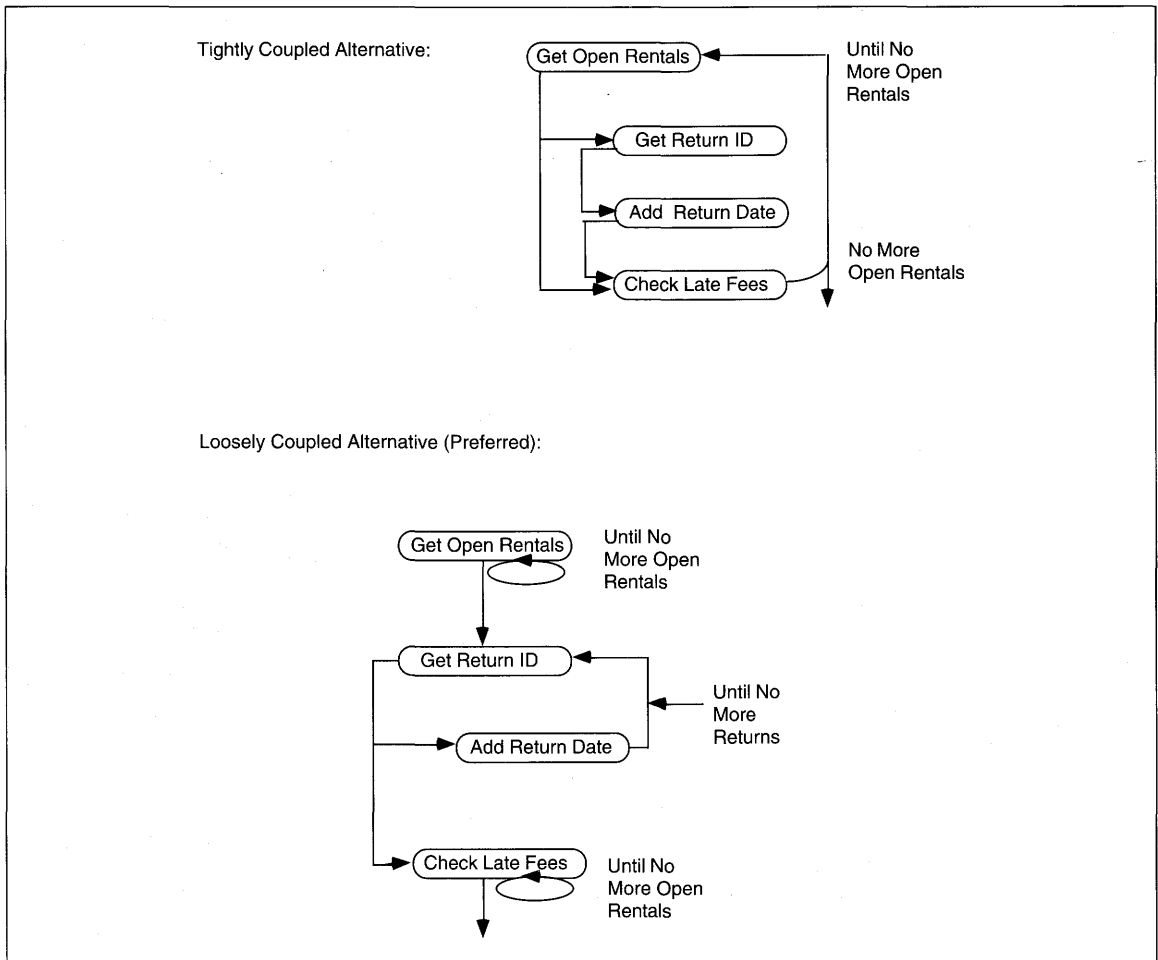 Tightly Coupled Alternative:
Get Open Rentals
Until No
More Open
Rentals
Get Return ID
Add Return Date
Check Late Fees
No More
Open Rentals
Loosely Coupled Alternative (Preferred):
Get Open Rentals
Until No
More Open
Rentals
Get Return ID
Until No
More
Returns
Add Return Date
Check Late Fees
Until No
More Open
Rentals